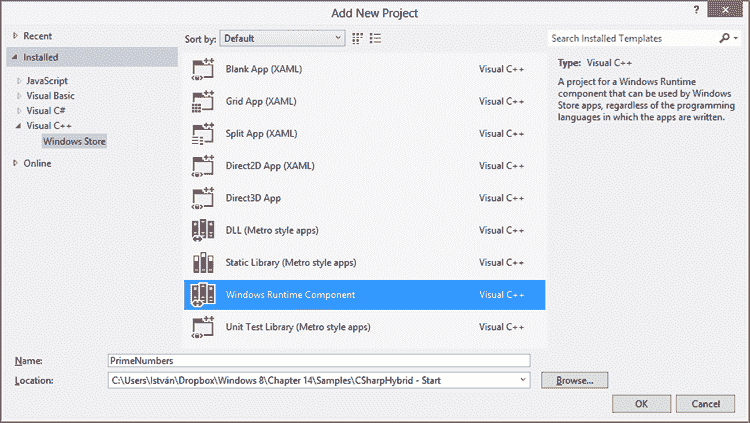 Add New Project
? x
Recent
Installed
JavaScript
Visual Basic
Visual C#
Visual C++
Windows Store
Online
Sort by: Default
Blank App (XAML) Visual C++
Grid App (XAML) Visual C++
Split App (XAML) Visual C++
Direct2D App (XAML) Visual C++
Direct3D App Visual C++
DLL (Metro style apps) Visual C++
Static Library (Metro style apps) Visual C++
Windows Runtime Component Visual C++
Unit Test Library (Metro style apps) Visual C++
Search Installed Templates
Type: Visual C++
A project for a Windows Runtime
component that can be used by Windows
Store apps, regardless of the programming
languages in which the apps are written.
Name: PrimeNumbers
Location: C:\Users\István\Dropbox\Windows 8\Chapter 14\Samples\CSharpHybrid - Start
Browse...
OK Cancel